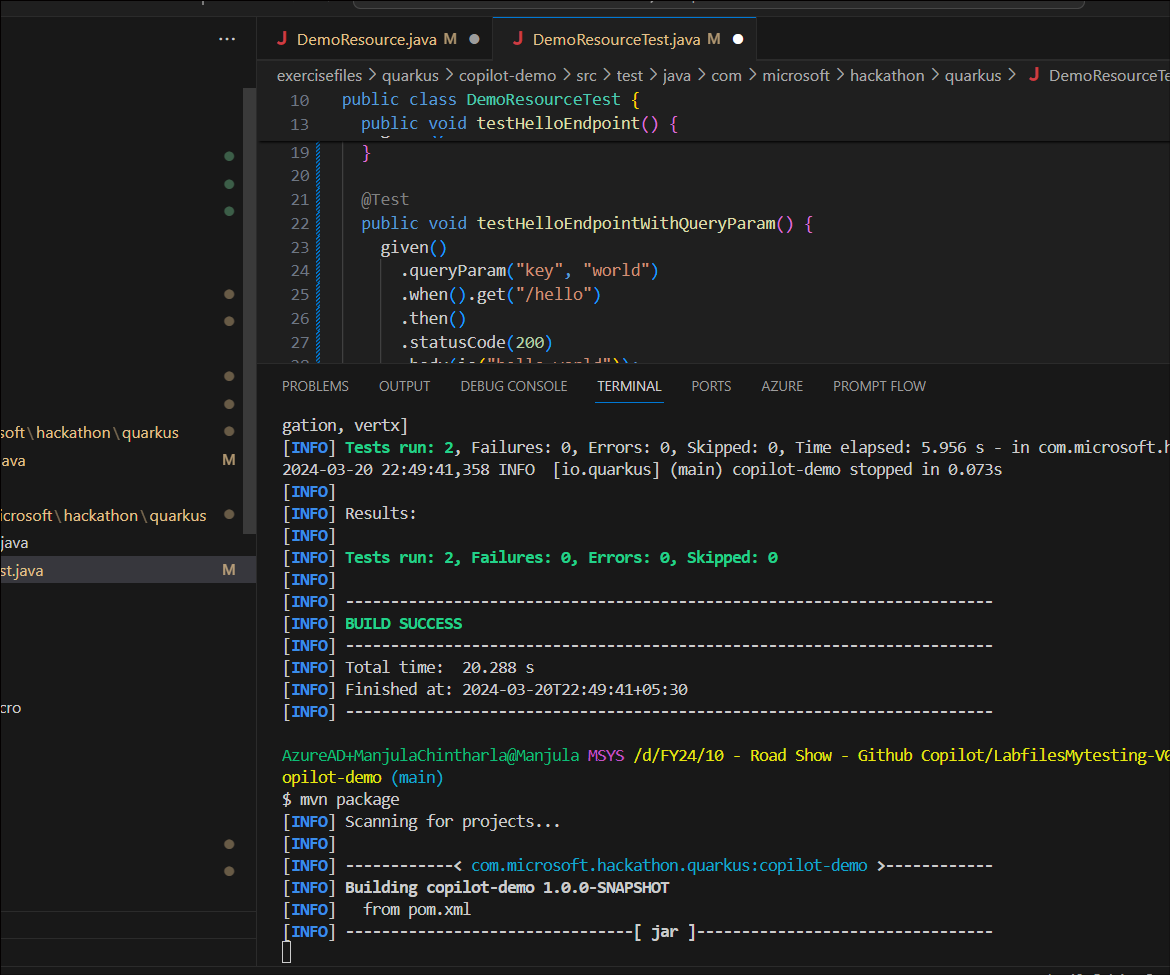 ...
DemoResource.java M
DemoResourceTest.java M
exercisefiles > quarkus > copilot-demo > src > test > java > com > microsoft > hackathon > quarkus > DemoResourceTe
10 public class DemoResourceTest {
13 public void testHelloEndpoint() {
19 }
20
21 @Test
22 public void testHelloEndpointWithQueryParam() {
23 given()
24 .queryParam("key", "world")
25 .when().get("/hello")
26 .then()
27 .statusCode(200)
28 .body(is("hello world"));
soft\hackathon\quarkus
ava M
icrosoft\hackathon\quarkus
java
st.java M
cro
PROBLEMS OUTPUT DEBUG CONSOLE TERMINAL PORTS AZURE PROMPT FLOW
gation, vertx]
[INFO] Tests run: 2, Failures: 0, Errors: 0, Skipped: 0, Time elapsed: 5.956 s - in com.microsoft.h
2024-03-20 22:49:41,358 INFO  [io.quarkus] (main) copilot-demo stopped in 0.073s
[INFO]
[INFO] Results:
[INFO]
[INFO] Tests run: 2, Failures: 0, Errors: 0, Skipped: 0
[INFO]
[INFO] ------------------------------------------------------------------------
[INFO] BUILD SUCCESS
[INFO] ------------------------------------------------------------------------
[INFO] Total time:  20.288 s
[INFO] Finished at: 2024-03-20T22:49:41+05:30
[INFO] ------------------------------------------------------------------------
AzureAD+ManjulaChintharla@Manjula MSYS /d/FY24/10 - Road Show - Github Copilot/LabfilesMytesting-V0
opilot-demo (main)
$ mvn package
[INFO] Scanning for projects...
[INFO]
[INFO] ------------< com.microsoft.hackathon.quarkus:copilot-demo >------------
[INFO] Building copilot-demo 1.0.0-SNAPSHOT
[INFO]   from pom.xml
[INFO] --------------------------------[ jar ]---------------------------------